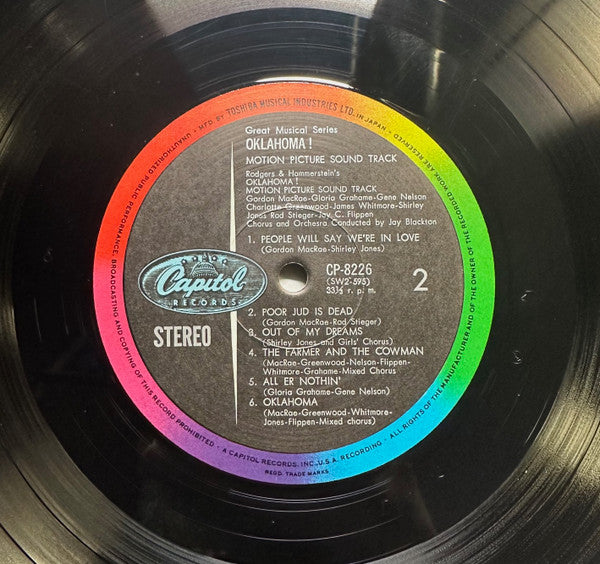 MFD. BY TOSHIBA MUSICAL INDUSTRIES LTD. IN JAPAN • ALL RIGHTS OF THE MANUFACTURER AND OF THE OWNER OF THE RECORDED WORK RESERVED
UNAUTHORIZED PUBLIC PERFORMANCE, BROADCASTING AND COPYING OF THIS RECORD PROHIBITED • A CAPITOL RECORDS, INC., U.S.A. RECORDING •
REGD. TRADE MARKS
Great Musical Series
OKLAHOMA !
MOTION PICTURE SOUND TRACK
Rodgers & Hammerstein's
OKLAHOMA !
MOTION PICTURE SOUND TRACK
Gordon MacRae-Gloria Grahame-Gene Nelson
Charlotte Greenwood-James Whitmore-Shirley
Jones Rod Stieger-Jay C. Flippen
Chorus and Orchestra Conducted by Jay Blackton
1. PEOPLE WILL SAY WE'RE IN LOVE
(Gordon MacRae-Shirley Jones)
Capitol
RECORDS
STEREO
CP-8226
(SW2-595)
33⅓ r. p. m.
2
2. POOR JUD IS DEAD
(Gordon MacRae-Rod Stieger)
3. OUT OF MY DREAMS
(Shirley Jones and Girls' Chorus)
4. THE FARMER AND THE COWMAN
(MacRae-Greenwood-Nelson-Flippen-
Whitmore-Grahame-Mixed Chorus
5. ALL ER NOTHIN'
(Gloria Grahame-Gene Nelson)
6. OKLAHOMA
(MacRae-Greenwood-Whitmore-
Jones-Flippen-Mixed chorus)